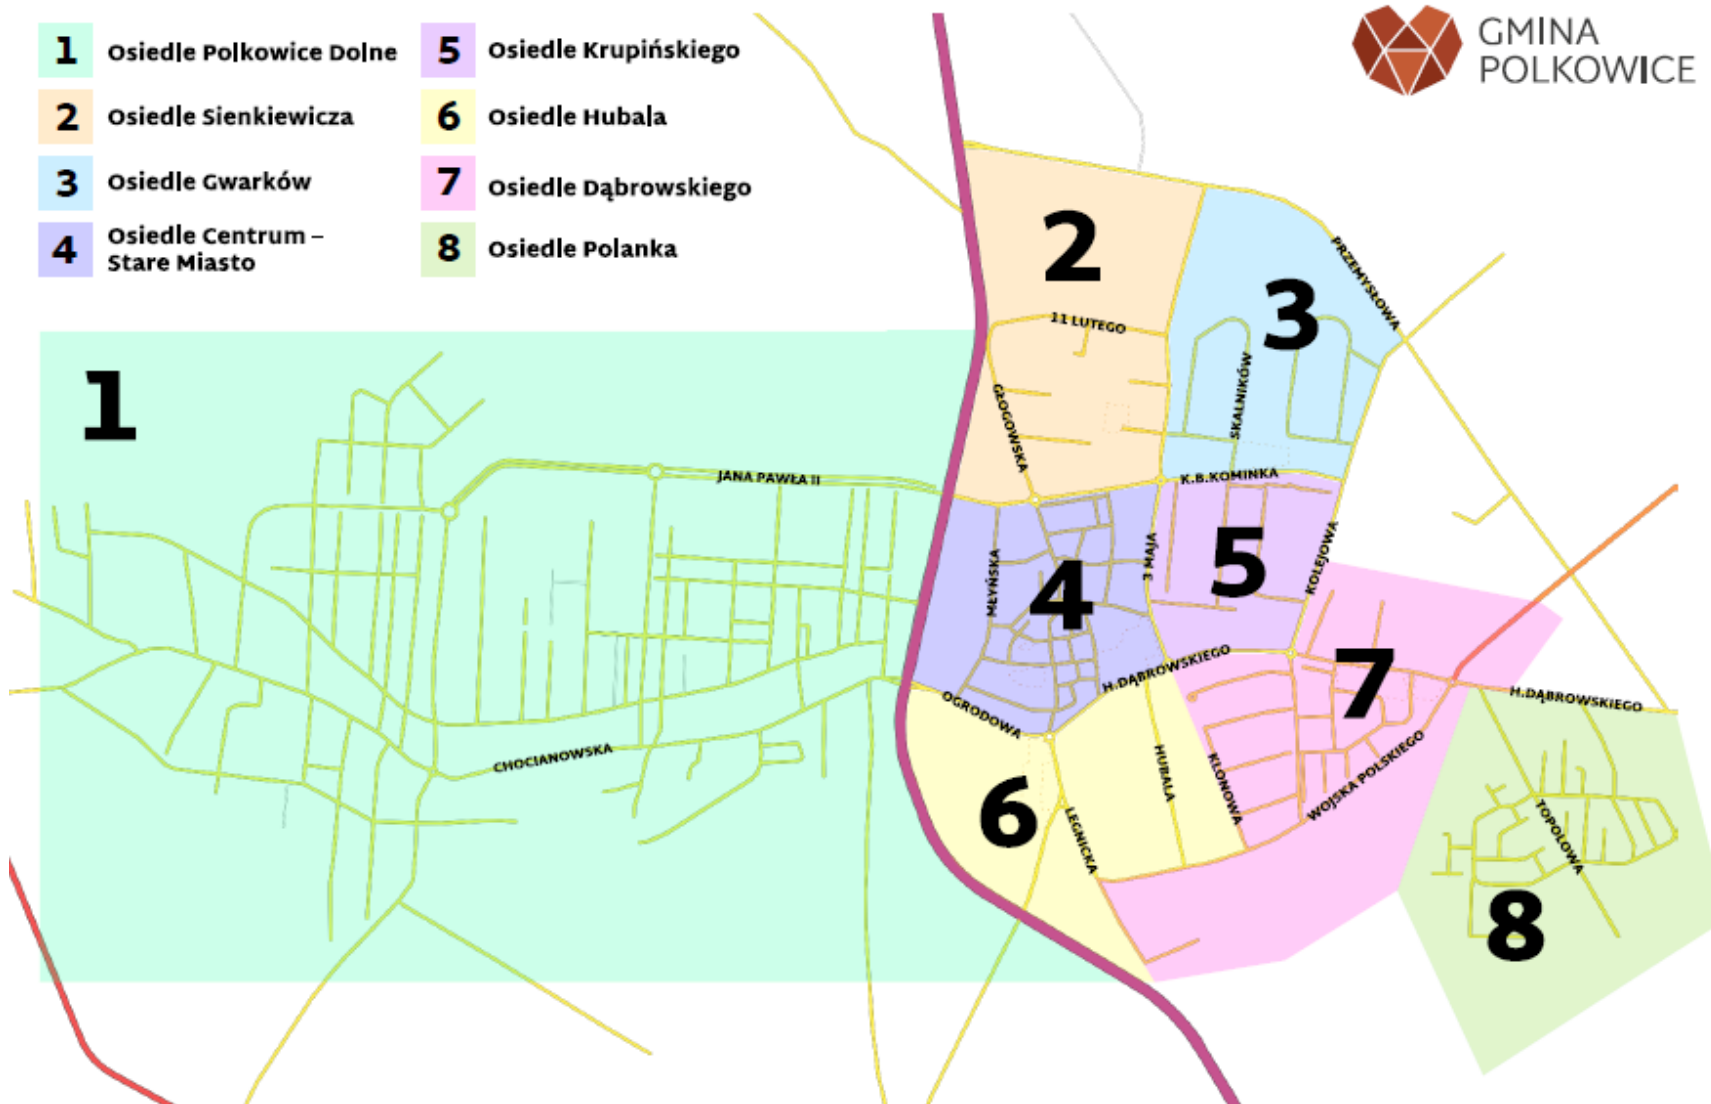 1 Osiedle Polkowice Dolne
2 Osiedle Sienkiewicza
3 Osiedle Gwarków
4 Osiedle Centrum –
Stare Miasto
5 Osiedle Krupińskiego
6 Osiedle Hubala
7 Osiedle Dąbrowskiego
8 Osiedle Polanka
GMINA
POLKOWICE
1
2
3
4
5
6
7
8
PRZEMYSŁOWA
11 LUTEGO
SKALNIKÓW
GŁOGOWSKA
JANA PAWŁA II
K.B.KOMINKA
MŁYŃSKA
3 MAJA
KOLEJOWA
H.DĄBROWSKIEGO
H.DĄBROWSKIEGO
OGRODOWA
CHOCIANOWSKA
HUBALA
KLONOWA
WOJSKA POLSKIEGO
LEGNICKA
TOPOLOWA